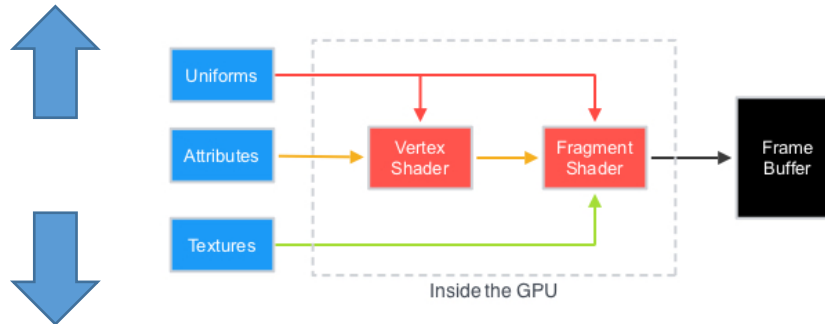 Uniforms
Attributes
Vertex
Shader
Fragment
Shader
Frame
Buffer
Textures
Inside the GPU